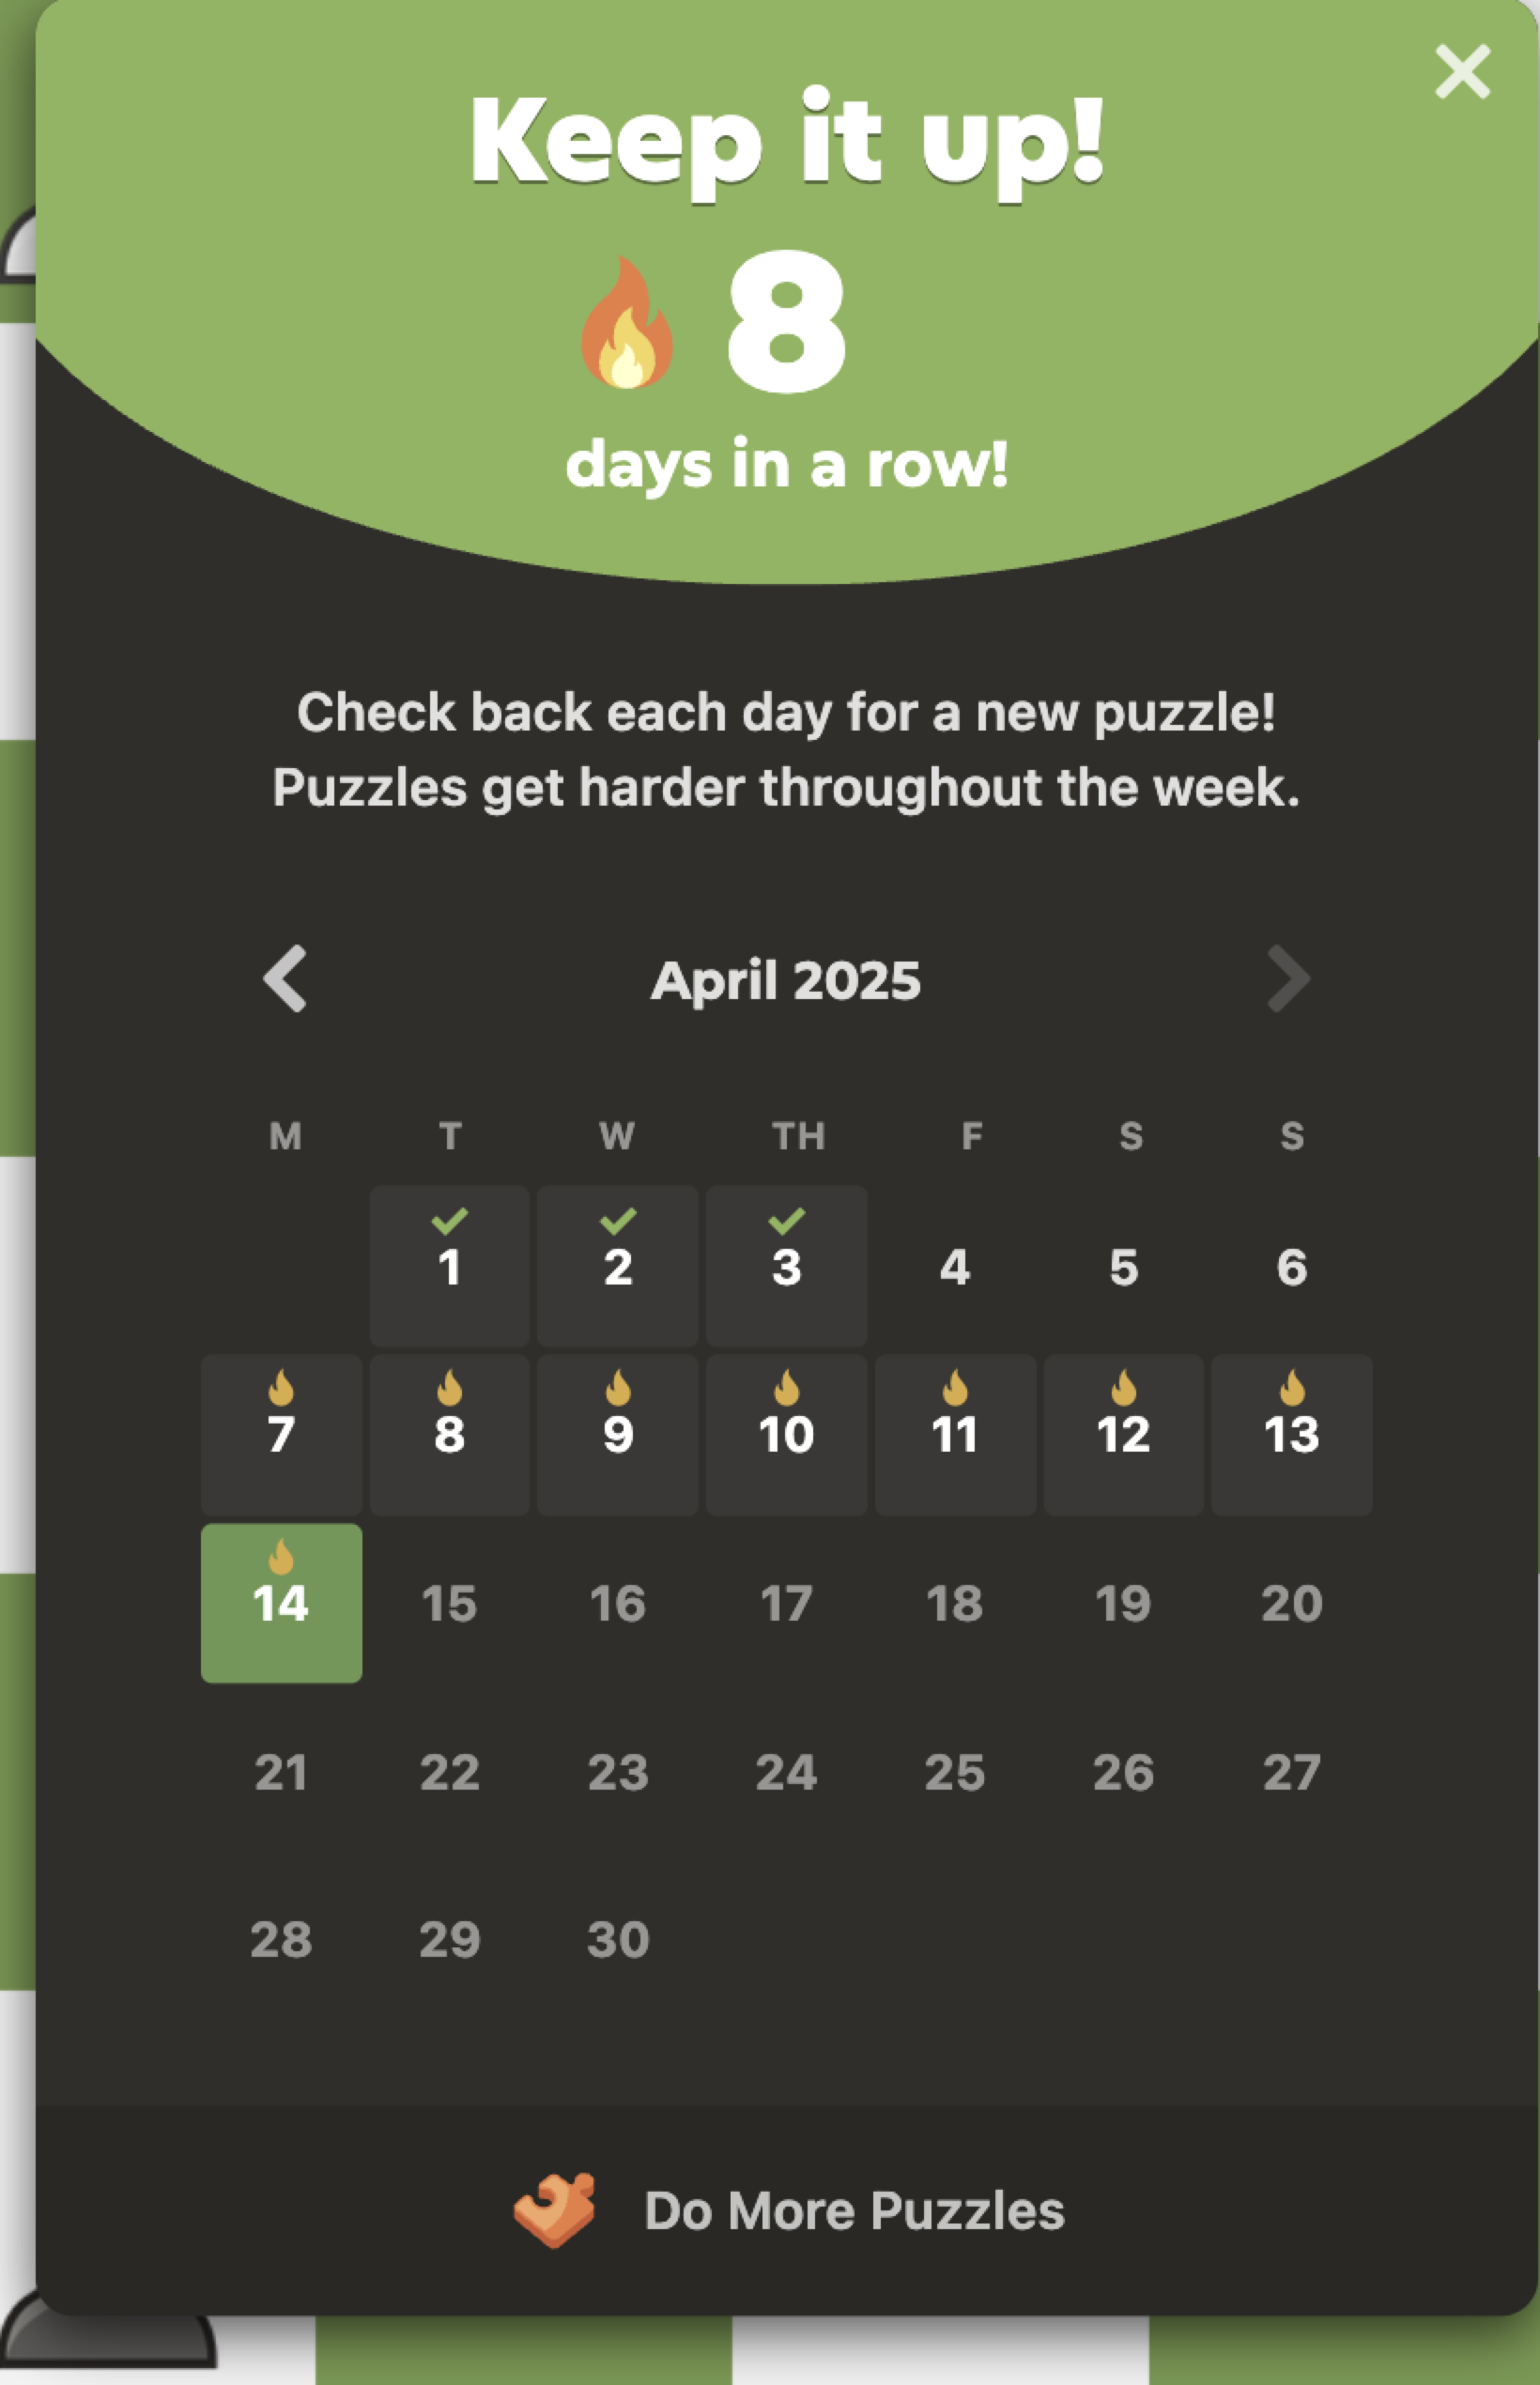 Keep it up!
8
days in a row!
Check back each day for a new puzzle!
Puzzles get harder throughout the week.
April 2025
M T W TH F S S
1 2 3 4 5 6
7 8 9 10 11 12 13
14 15 16 17 18 19 20
21 22 23 24 25 26 27
28 29 30
Do More Puzzles